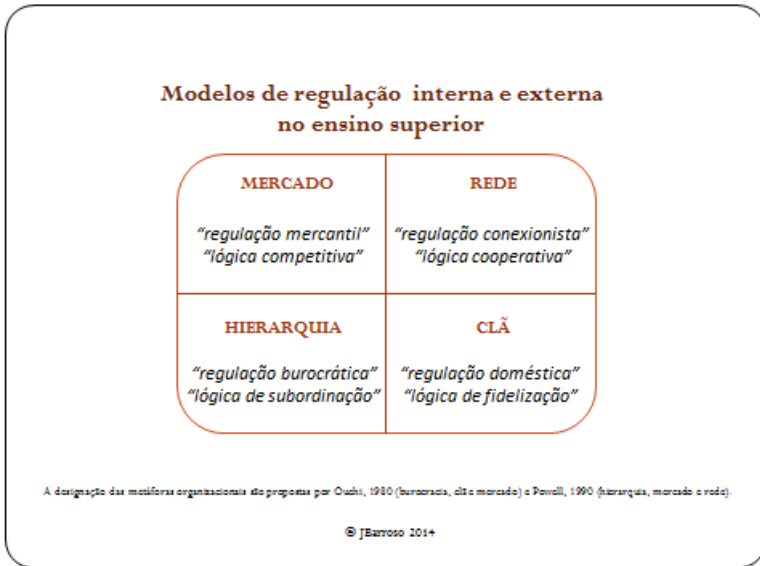 Modelos de regulação interna e externa
no ensino superior
MERCADO
"regulação mercantil"
"lógica competitiva"
REDE
"regulação conexionista"
"lógica cooperativa"
HIERARQUIA
"regulação burocrática"
"lógica de subordinação"
CLÃ
"regulação doméstica"
"lógica de fidelização"
A designação das metáforas organizacionais são propostas por Ouchi, 1980 (burocracia, clã e mercado) e Powell, 1990 (hierarquia, mercado e rede).
© JBarroso 2014